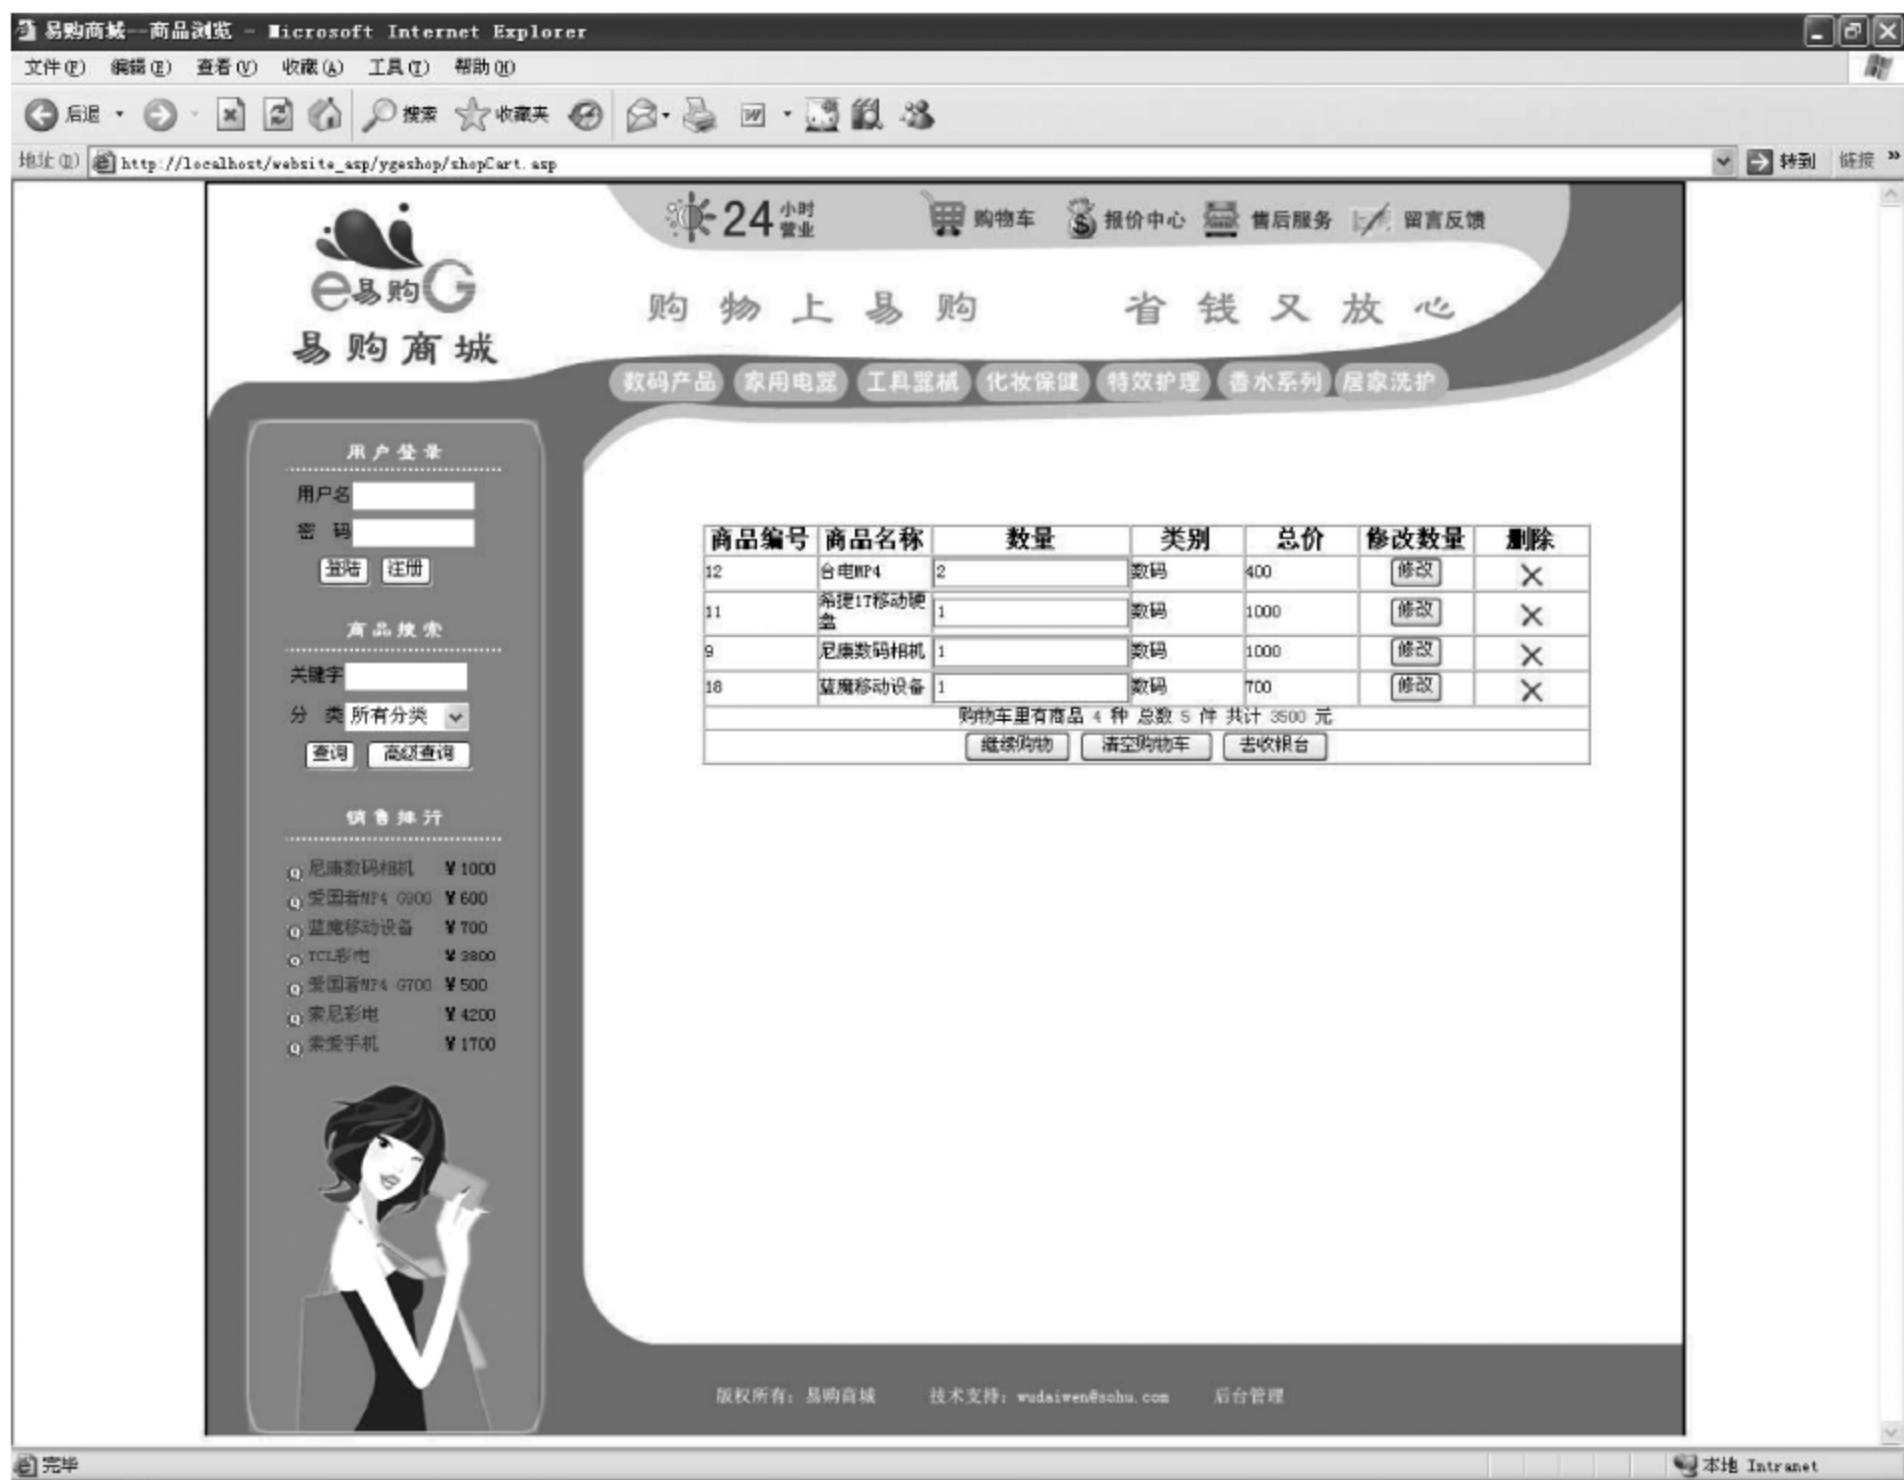 易购商城--商品浏览 - Microsoft Internet Explorer
文件(F) 编辑(E) 查看(V) 收藏(A) 工具(T) 帮助(H)
后退 搜索 收藏夹
地址(D) http://localhost/website_asp/ygeshop/shopCart.asp 转到 链接 »
24 小时营业 购物车 报价中心 售后服务 留言反馈
e易购G
易购商城
购物上易购 省钱又放心
数码产品 家用电器 工具器械 化妆保健 特效护理 香水系列 居家洗护
用户登录
用户名
密 码
登陆 注册
商品搜索
关键字
分 类 所有分类
查询 高级查询
销售排行
尼康数码相机 ¥1000
爱国者MP4 G900 ¥600
蓝魔移动设备 ¥700
TCL彩电 ¥3800
爱国者MP4 G700 ¥500
索尼彩电 ¥4200
索爱手机 ¥1700
商品编号 商品名称 数量 类别 总价 修改数量 删除
12 台电MP4 2 数码 400 修改
11 希捷1T移动硬盘 1 数码 1000 修改
9 尼康数码相机 1 数码 1000 修改
18 蓝魔移动设备 1 数码 700 修改
购物车里有商品 4 种 总数 5 件 共计 3500 元
继续购物 清空购物车 去收银台
版权所有：易购商城 技术支持：wudaiwen@sohu.com 后台管理
完毕 本地 Intranet